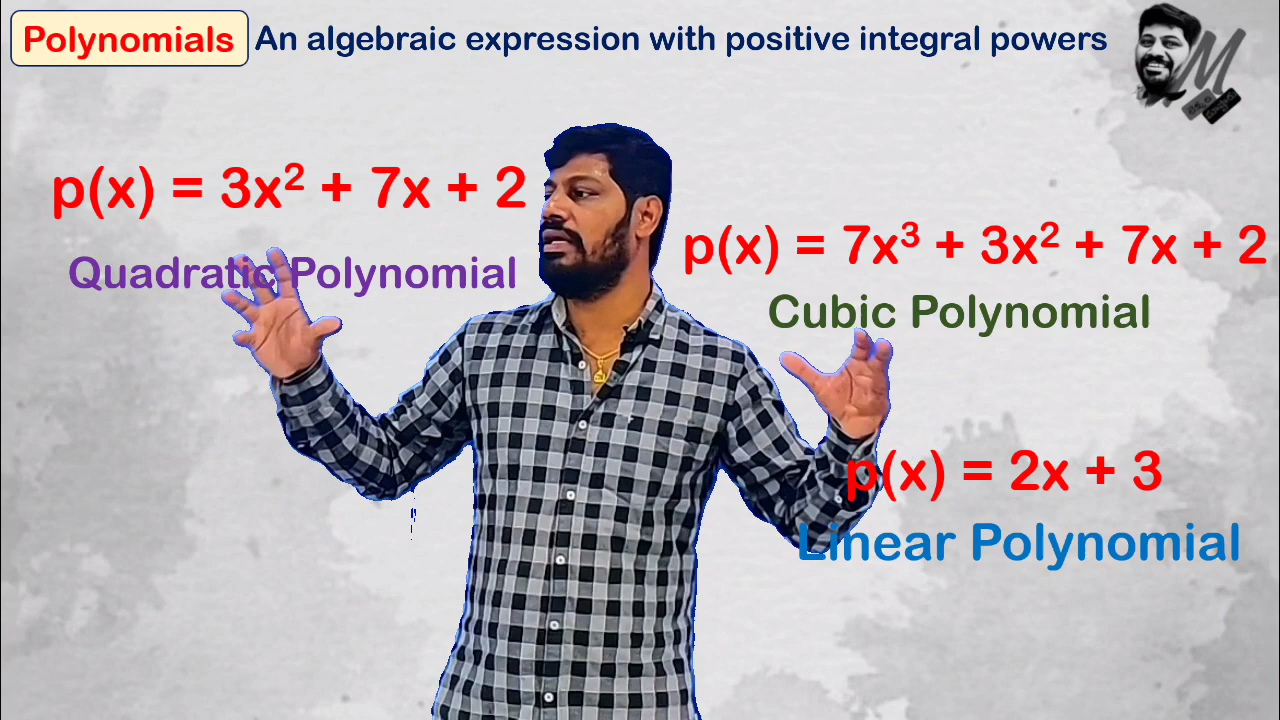 Polynomials An algebraic expression with positive integral powers
p(x) = 3x² + 7x + 2
Quadratic Polynomial
p(x) = 7x³ + 3x² + 7x + 2
Cubic Polynomial
p(x) = 2x + 3
Linear Polynomial
M